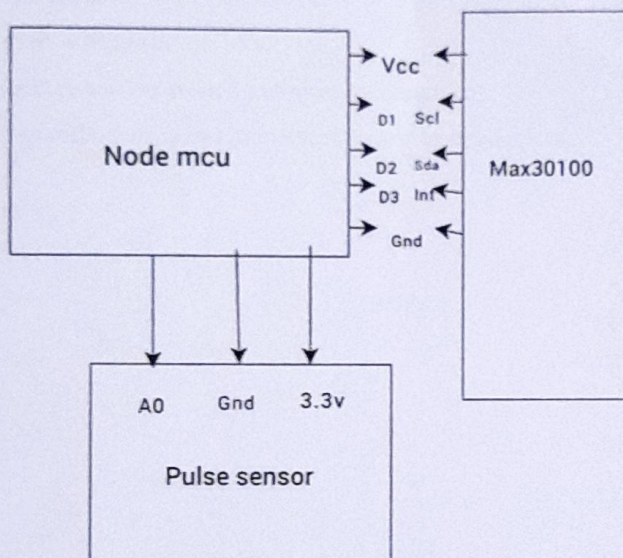 Node mcu
Vcc
D1 Scl
D2 Sda
D3 Int
Gnd
Max30100
A0 Gnd 3.3v
Pulse sensor